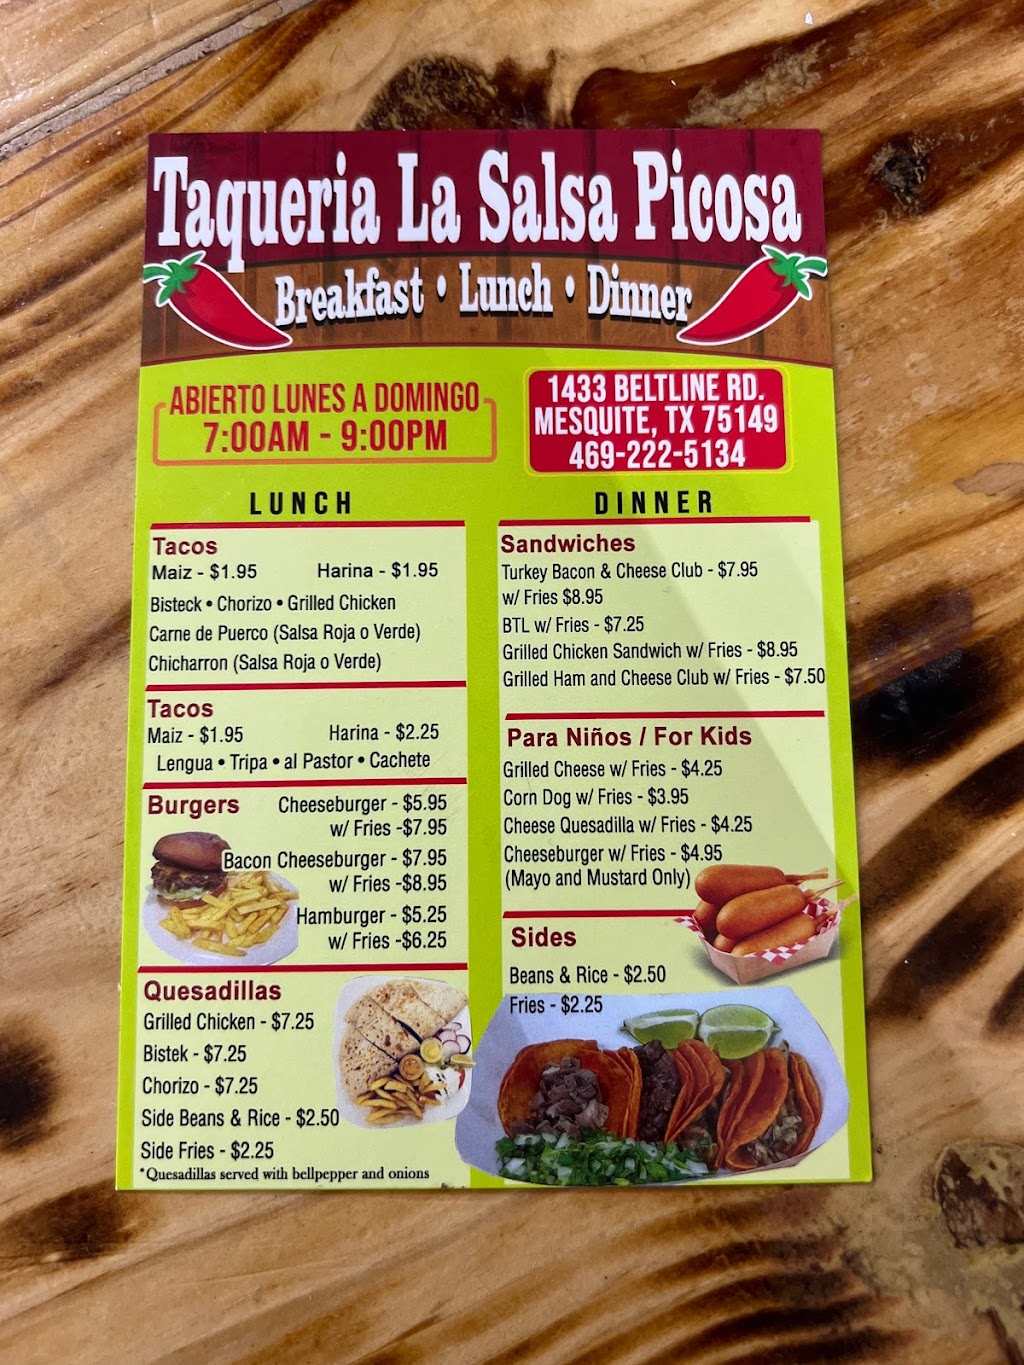 Taqueria La Salsa Picosa
Breakfast • Lunch • Dinner
ABIERTO LUNES A DOMINGO
7:00AM - 9:00PM
1433 BELTLINE RD.
MESQUITE, TX 75149
469-222-5134
LUNCH
Tacos
Maiz - $1.95 Harina - $1.95
Bisteck • Chorizo • Grilled Chicken
Carne de Puerco (Salsa Roja o Verde)
Chicharron (Salsa Roja o Verde)
Tacos
Maiz - $1.95 Harina - $2.25
Lengua • Tripa • al Pastor • Cachete
Burgers Cheeseburger - $5.95
w/ Fries -$7.95
Bacon Cheeseburger - $7.95
w/ Fries -$8.95
Hamburger - $5.25
w/ Fries -$6.25
Quesadillas
Grilled Chicken - $7.25
Bistek - $7.25
Chorizo - $7.25
Side Beans & Rice - $2.50
Side Fries - $2.25
*Quesadillas served with bellpepper and onions
DINNER
Sandwiches
Turkey Bacon & Cheese Club - $7.95
w/ Fries $8.95
BTL w/ Fries - $7.25
Grilled Chicken Sandwich w/ Fries - $8.95
Grilled Ham and Cheese Club w/ Fries - $7.50
Para Niños / For Kids
Grilled Cheese w/ Fries - $4.25
Corn Dog w/ Fries - $3.95
Cheese Quesadilla w/ Fries - $4.25
Cheeseburger w/ Fries - $4.95
(Mayo and Mustard Only)
Sides
Beans & Rice - $2.50
Fries - $2.25